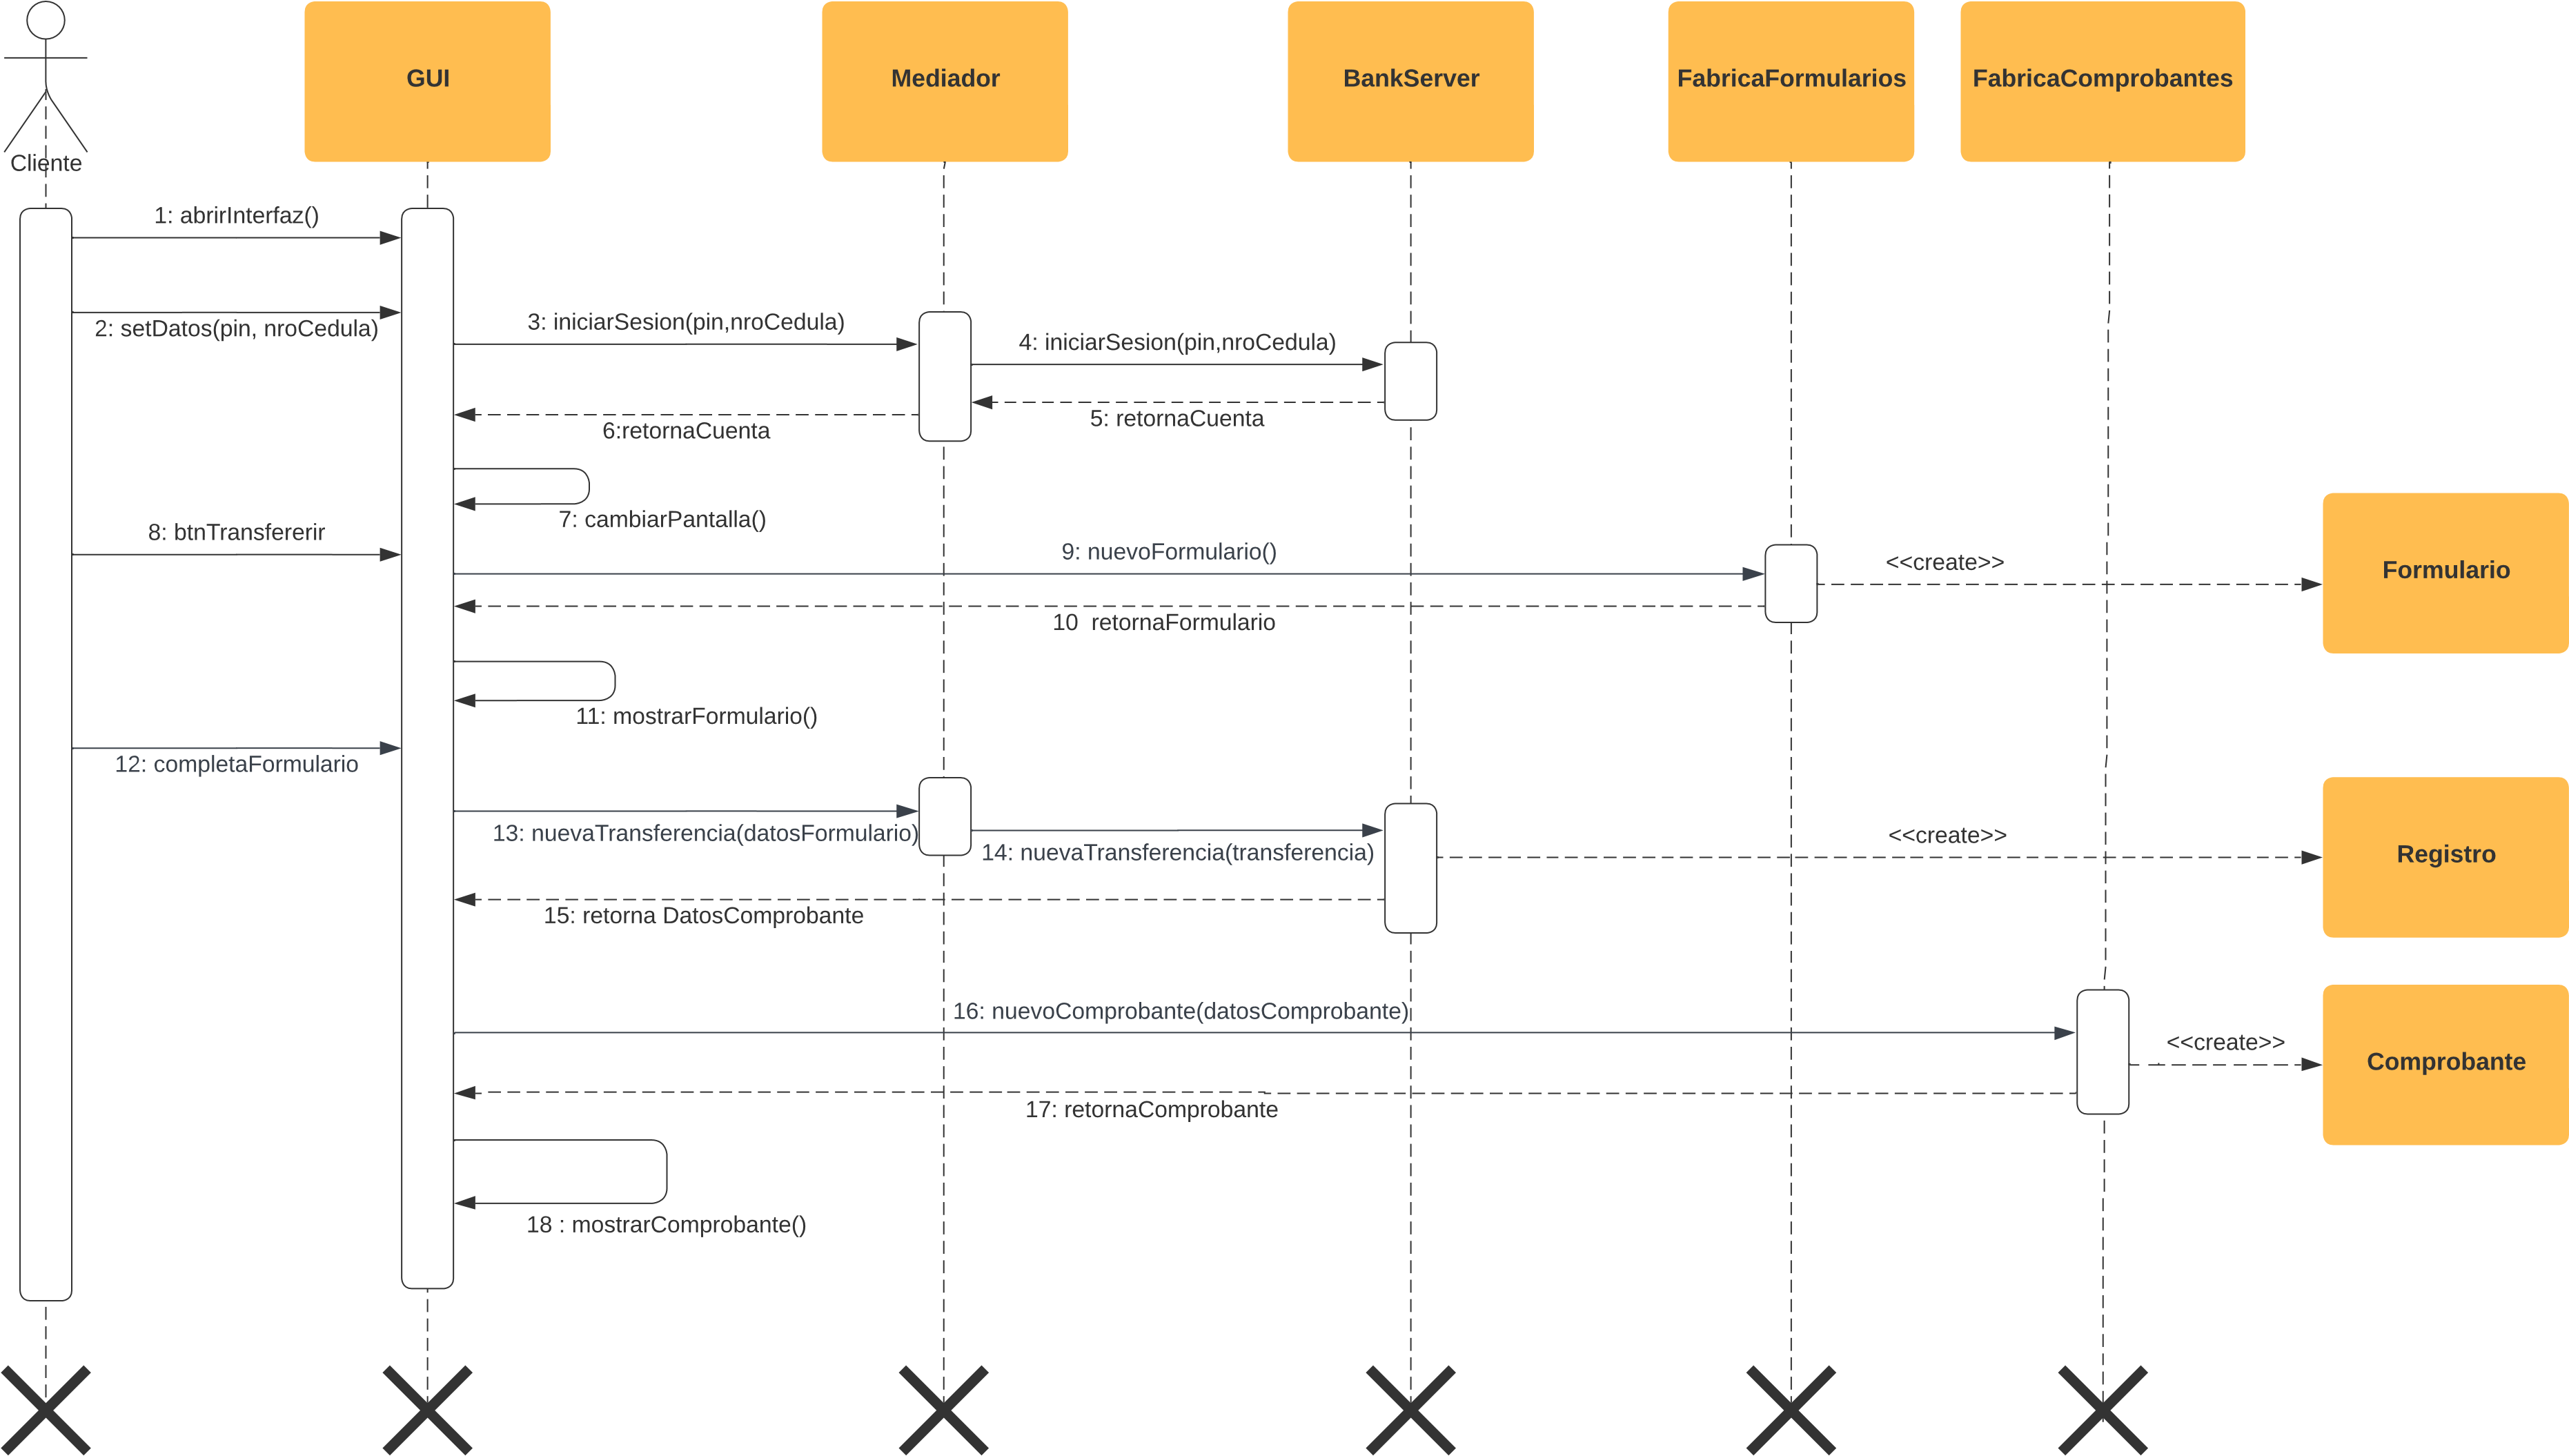 GUI
Mediador
BankServer
FabricaFormularios
FabricaComprobantes
Cliente
1: abrirInterfaz()
2: setDatos(pin, nroCedula)
3: iniciarSesion(pin,nroCedula)
4: iniciarSesion(pin,nroCedula)
5: retornaCuenta
6:retornaCuenta
7: cambiarPantalla()
8: btnTransfererir
9: nuevoFormulario()
<<create>>
Formulario
10  retornaFormulario
11: mostrarFormulario()
12: completaFormulario
13: nuevaTransferencia(datosFormulario)
14: nuevaTransferencia(transferencia)
<<create>>
Registro
15: retorna DatosComprobante
16: nuevoComprobante(datosComprobante)
<<create>>
Comprobante
17: retornaComprobante
18 : mostrarComprobante()